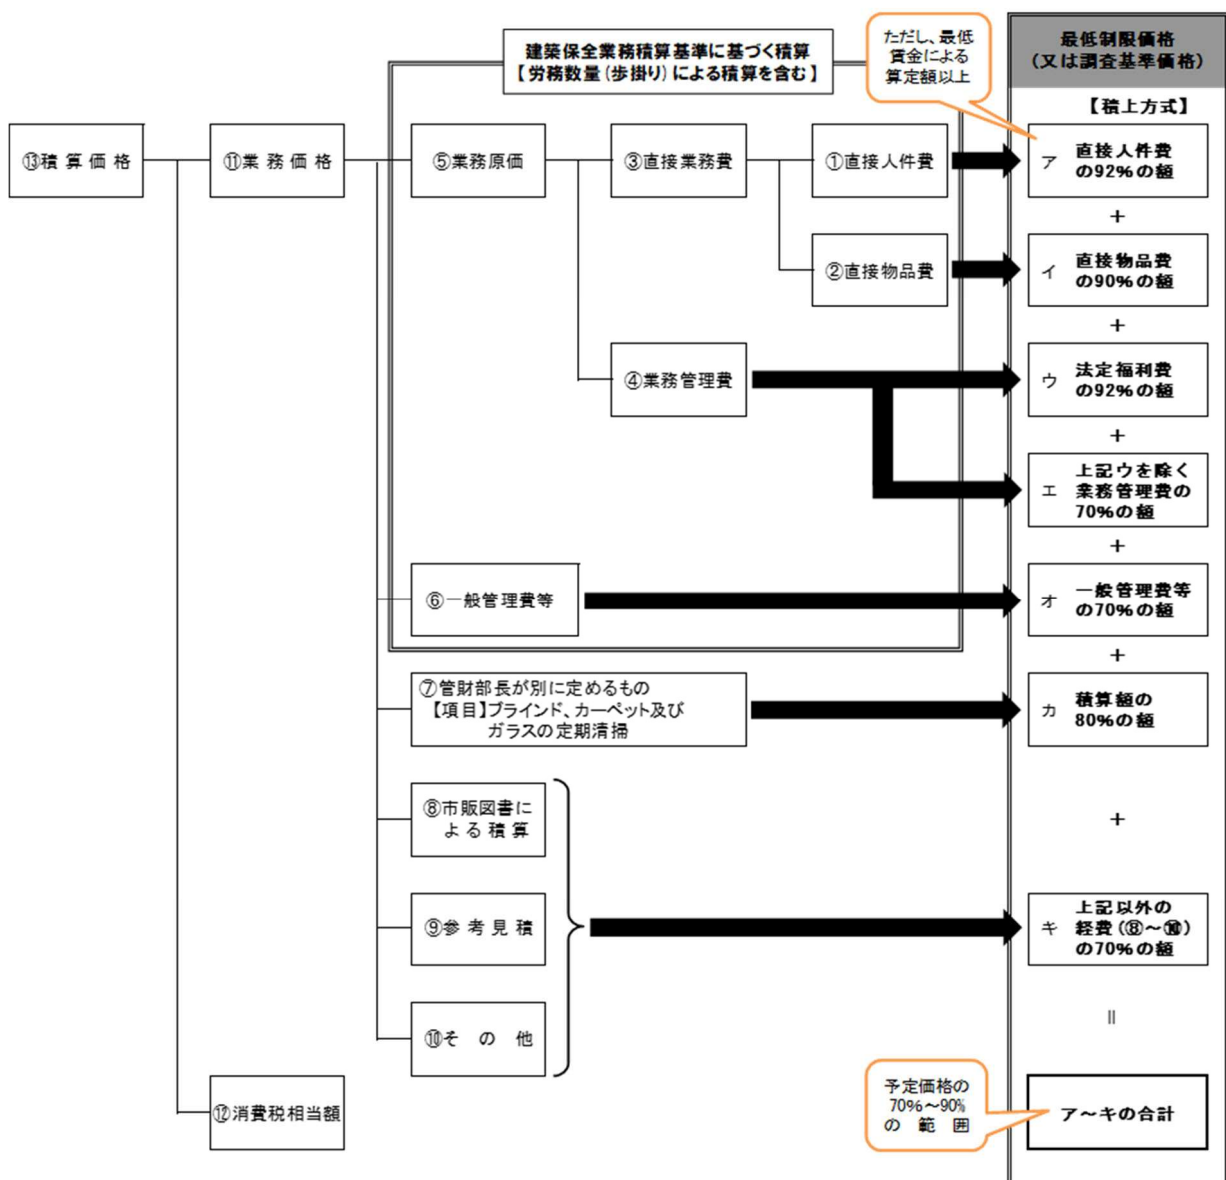 建築保全業務積算基準に基づく積算
【労務数量(歩掛り)による積算を含む】
ただし、最低
賃金による
算定額以上
最低制限価格
(又は調査基準価格)
【積上方式】
⑬積算価格
⑪業務価格
⑤業務原価
③直接業務費
①直接人件費
ア 直接人件費
の92%の額
+
②直接物品費
イ 直接物品費
の90%の額
+
④業務管理費
ウ 法定福利費
の92%の額
+
エ 上記ウを除く
業務管理費の
70%の額
+
⑥一般管理費等
オ 一般管理費等
の70%の額
+
⑦管財部長が別に定めるもの
【項目】ブラインド、カーペット及び
ガラスの定期清掃
カ 積算額の
80%の額
⑧市販図書に
よる積算
+
⑨参考見積
キ 上記以外の
経費(⑧~⑩)
の70%の額
⑩その他
=
⑫消費税相当額
予定価格の
70%~90%
の範囲
ア~キの合計